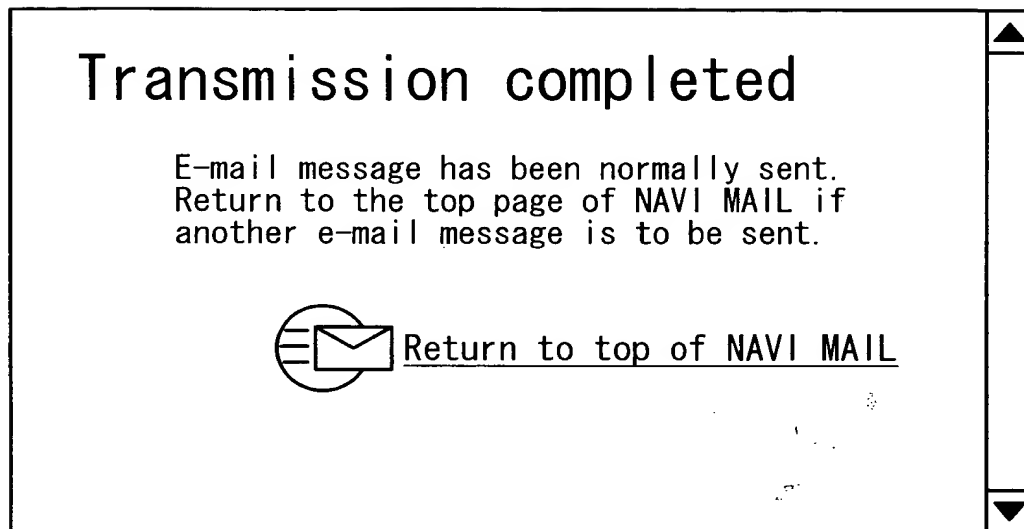 Transmission completed
E-mail message has been normally sent.
Return to the top page of NAVI MAIL if
another e-mail message is to be sent.
Return to top of NAVI MAIL